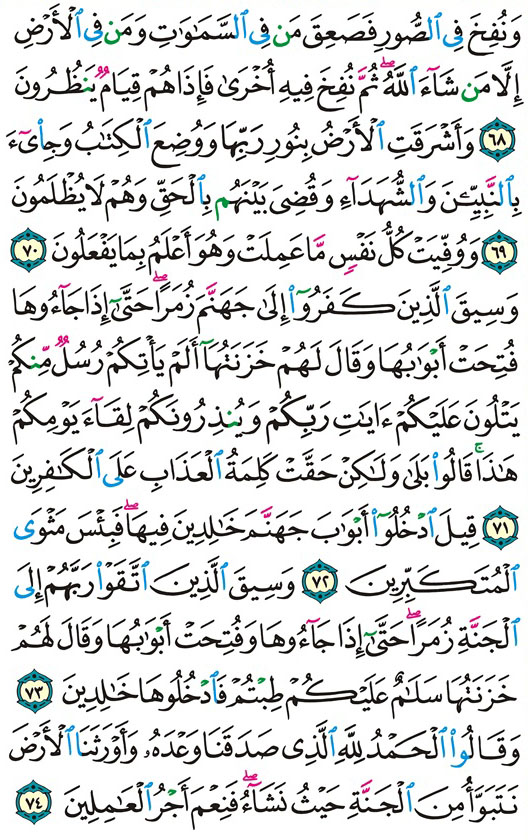 وَنُفِخَ فِى ٱلصُّورِ فَصَعِقَ مَن فِى ٱلسَّمَـٰوَٰتِ وَمَن فِى ٱلْأَرْضِ
إِلَّا مَن شَآءَ ٱللَّهُ ۖ ثُمَّ نُفِخَ فِيهِ أُخْرَىٰ فَإِذَا هُمْ قِيَامٌ يَنظُرُونَ
٦٨ وَأَشْرَقَتِ ٱلْأَرْضُ بِنُورِ رَبِّهَا وَوُضِعَ ٱلْكِتَـٰبُ وَجِا۟ىٓءَ
بِٱلنَّبِيِّـۧنَ وَٱلشُّهَدَآءِ وَقُضِىَ بَيْنَهُم بِٱلْحَقِّ وَهُمْ لَا يُظْلَمُونَ
٦٩ وَوُفِّيَتْ كُلُّ نَفْسٍ مَّا عَمِلَتْ وَهُوَ أَعْلَمُ بِمَا يَفْعَلُونَ ٧٠
وَسِيقَ ٱلَّذِينَ كَفَرُوٓا۟ إِلَىٰ جَهَنَّمَ زُمَرًا ۖ حَتَّىٰٓ إِذَا جَآءُوهَا
فُتِحَتْ أَبْوَٰبُهَا وَقَالَ لَهُمْ خَزَنَتُهَآ أَلَمْ يَأْتِكُمْ رُسُلٌ مِّنكُمْ
يَتْلُونَ عَلَيْكُمْ ءَايَـٰتِ رَبِّكُمْ وَيُنذِرُونَكُمْ لِقَآءَ يَوْمِكُمْ
هَـٰذَا ۚ قَالُوا۟ بَلَىٰ وَلَـٰكِنْ حَقَّتْ كَلِمَةُ ٱلْعَذَابِ عَلَى ٱلْكَـٰفِرِينَ
٧١ قِيلَ ٱدْخُلُوٓا۟ أَبْوَٰبَ جَهَنَّمَ خَـٰلِدِينَ فِيهَا ۖ فَبِئْسَ مَثْوَى
ٱلْمُتَكَبِّرِينَ ٧٢ وَسِيقَ ٱلَّذِينَ ٱتَّقَوْا۟ رَبَّهُمْ إِلَى
ٱلْجَنَّةِ زُمَرًا ۖ حَتَّىٰٓ إِذَا جَآءُوهَا وَفُتِحَتْ أَبْوَٰبُهَا وَقَالَ لَهُمْ
خَزَنَتُهَا سَلَـٰمٌ عَلَيْكُمْ طِبْتُمْ فَٱدْخُلُوهَا خَـٰلِدِينَ ٧٣
وَقَالُوا۟ ٱلْحَمْدُ لِلَّهِ ٱلَّذِى صَدَقَنَا وَعْدَهُۥ وَأَوْرَثَنَا ٱلْأَرْضَ
نَتَبَوَّأُ مِنَ ٱلْجَنَّةِ حَيْثُ نَشَآءُ ۖ فَنِعْمَ أَجْرُ ٱلْعَـٰمِلِينَ ٧٤